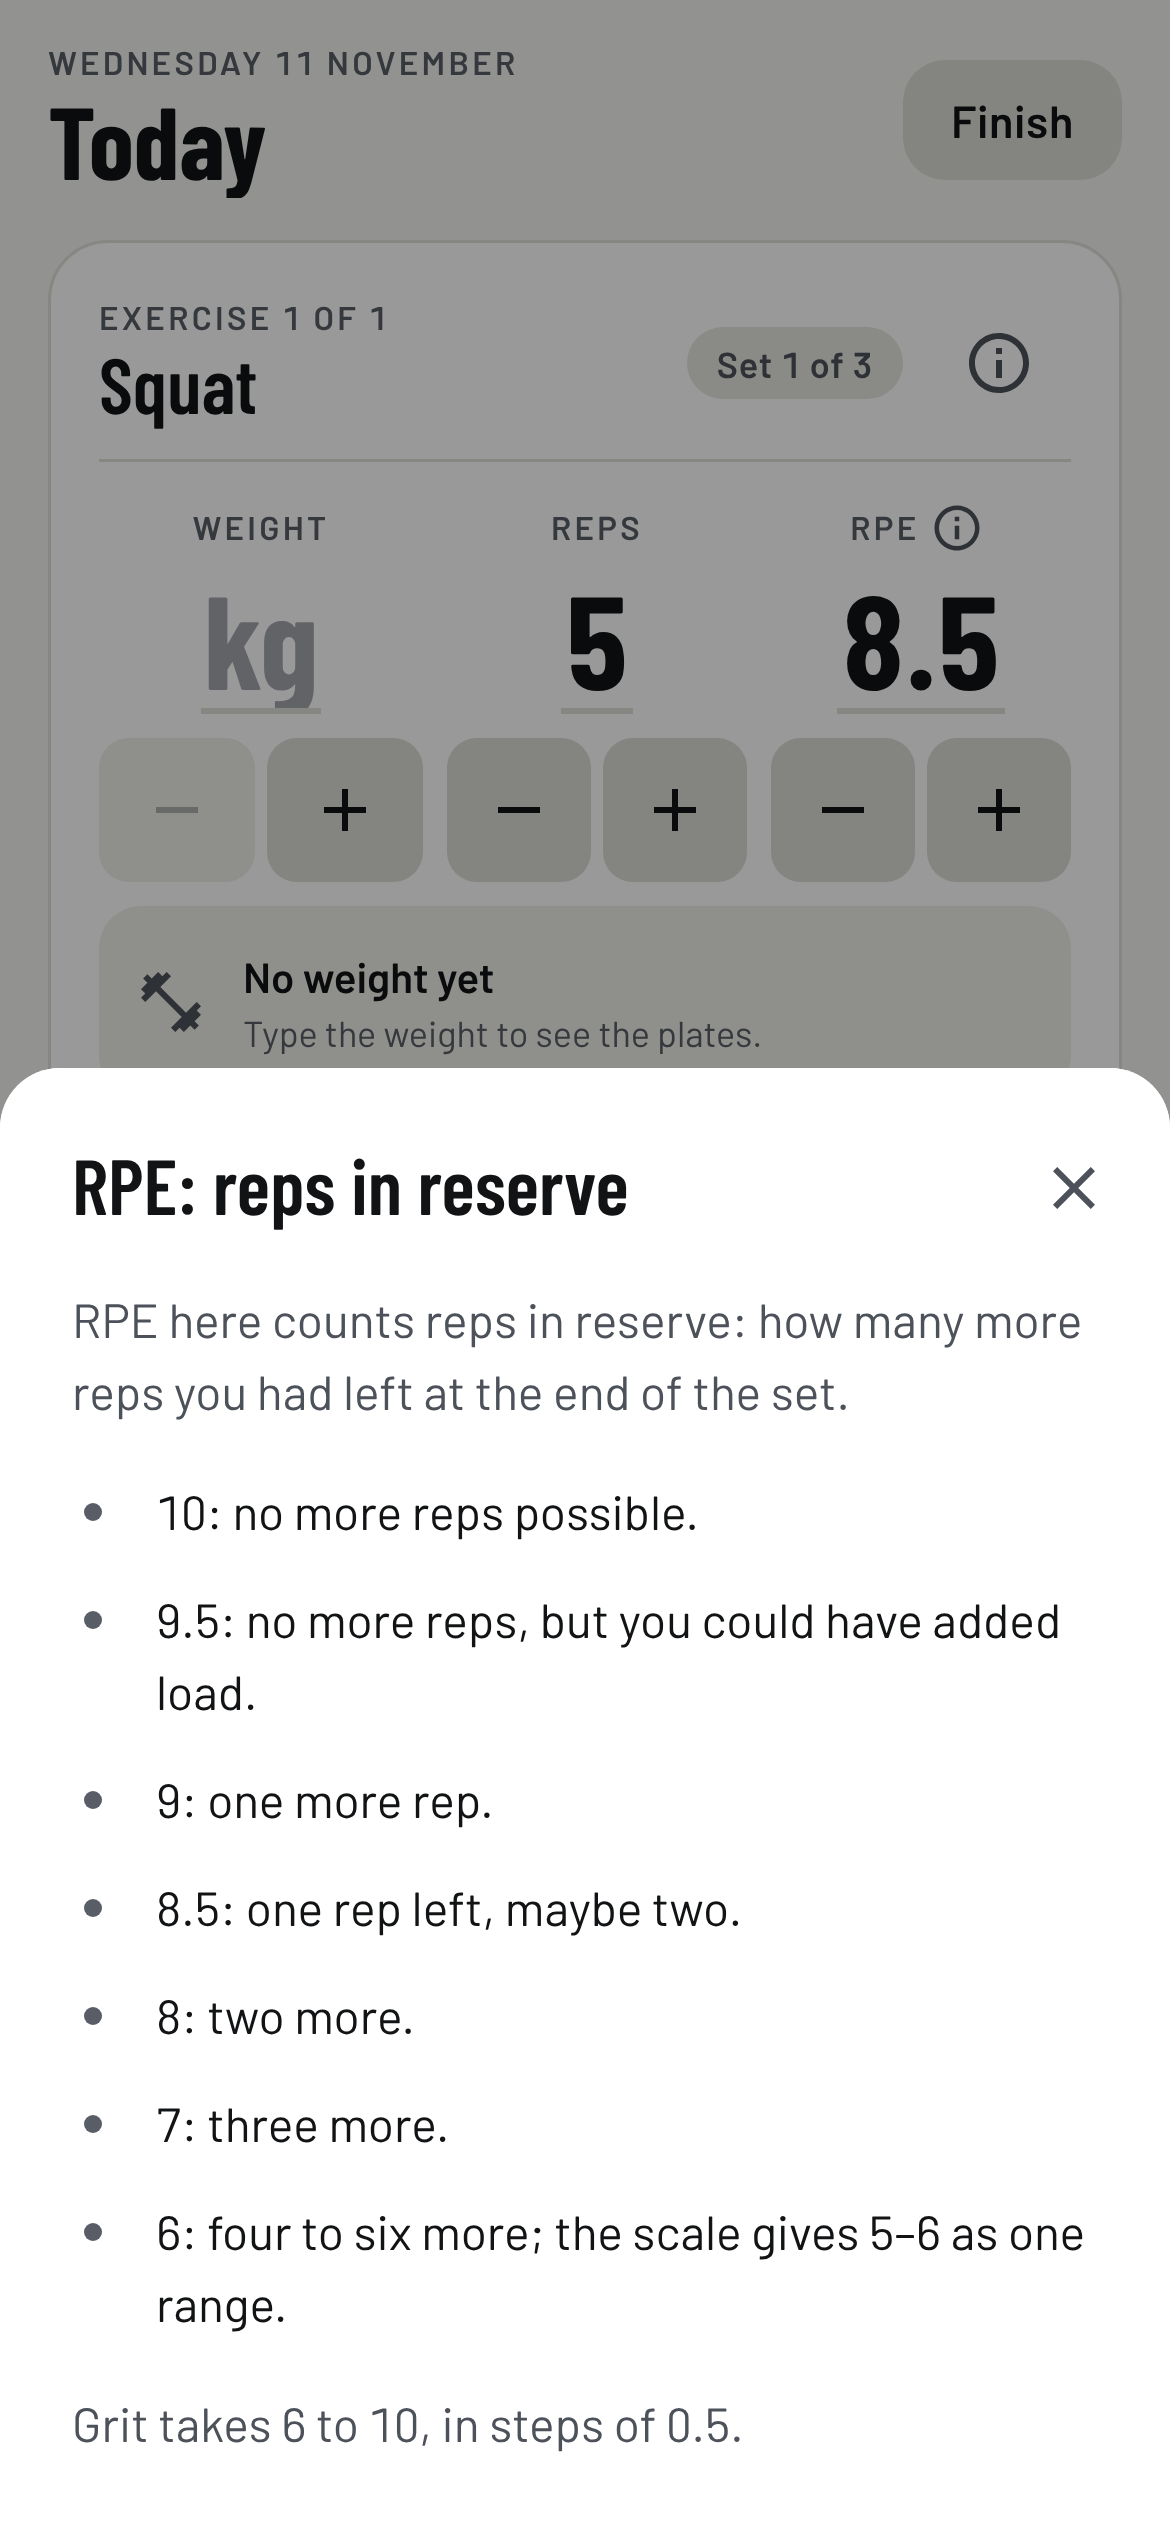 WEDNESDAY 11 NOVEMBER
Today
Finish
EXERCISE 1 OF 1
Squat
Set 1 of 3
WEIGHT REPS RPE
kg 5 8.5
No weight yet
Type the weight to see the plates.
RPE: reps in reserve
RPE here counts reps in reserve: how many more
reps you had left at the end of the set.
10: no more reps possible.
9.5: no more reps, but you could have added
load.
9: one more rep.
8.5: one rep left, maybe two.
8: two more.
7: three more.
6: four to six more; the scale gives 5–6 as one
range.
Grit takes 6 to 10, in steps of 0.5.